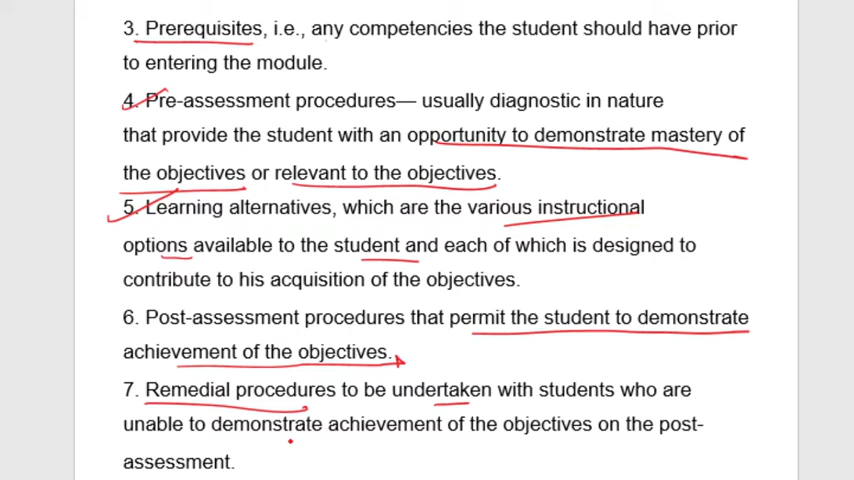 3. Prerequisites, i.e., any competencies the student should have prior
to entering the module.
4. Pre-assessment procedures— usually diagnostic in nature
that provide the student with an opportunity to demonstrate mastery of
the objectives or relevant to the objectives.
5. Learning alternatives, which are the various instructional
options available to the student and each of which is designed to
contribute to his acquisition of the objectives.
6. Post-assessment procedures that permit the student to demonstrate
achievement of the objectives.
7. Remedial procedures to be undertaken with students who are
unable to demonstrate achievement of the objectives on the post-
assessment.